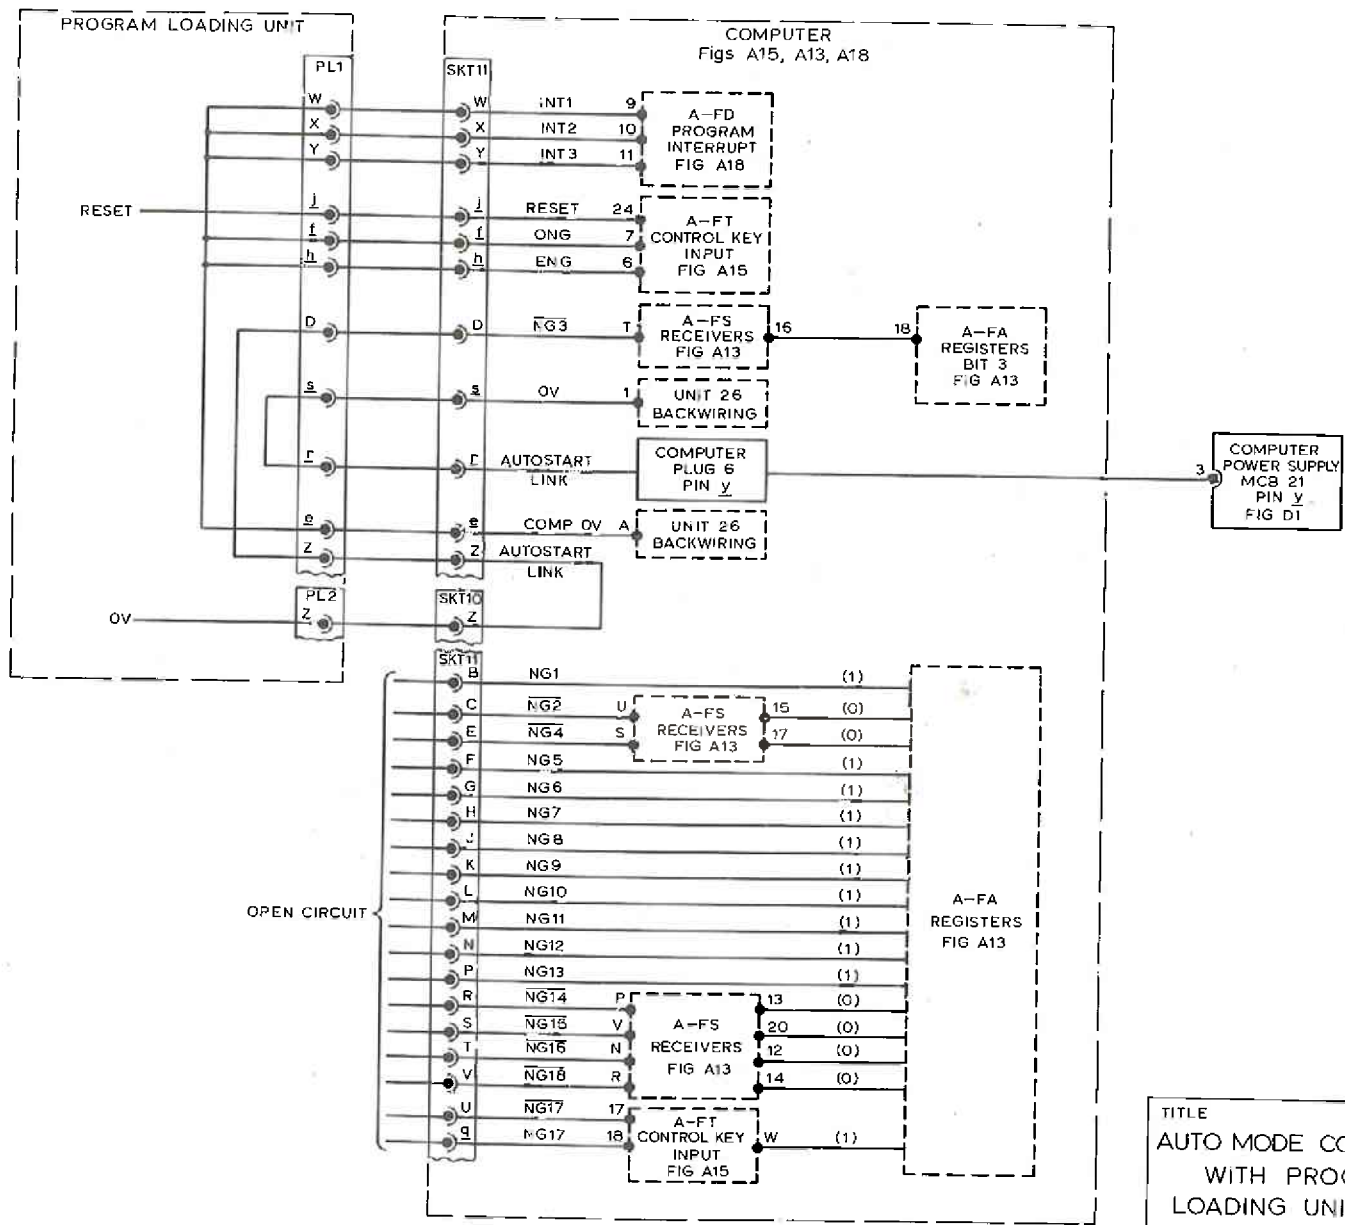 PROGRAM LOADING UNIT
COMPUTER
Figs A15, A13, A18
PL1
SKT11
W W INT1 9
X X INT2 10
Y Y INT3 11
A-FD
PROGRAM
INTERRUPT
FIG A18
RESET j j RESET 24
f f ONG 7
h h ENG 6
A-FT
CONTROL KEY
INPUT
FIG A15
D D NG3 T
A-FS
RECEIVERS
FIG A13
16 18
A-FA
REGISTERS
BIT 3
FIG A13
s s OV 1
UNIT 26
BACKWIRING
r r AUTOSTART
LINK
COMPUTER
PLUG 6
PIN y
3
COMPUTER
POWER SUPPLY
MCB 21
PIN y
FIG D1
e e COMP OV A
UNIT 26
BACKWIRING
Z Z AUTOSTART
LINK
PL2
SKT10
OV Z Z
SKT11
B NG1 (1)
C NG2 U 15 (0)
E NG4 S 17 (0)
A-FS
RECEIVERS
FIG A13
F NG5 (1)
G NG6 (1)
H NG7 (1)
J NG8 (1)
K NG9 (1)
L NG10 (1)
M NG11 (1)
N NG12 (1)
P NG13 (1)
OPEN CIRCUIT
A-FA
REGISTERS
FIG A13
R NG14 P 13 (0)
S NG15 V 20 (0)
T NG16 N 12 (0)
V NG18 R 14 (0)
A-FS
RECEIVERS
FIG A13
U NG17 17
q NG17 18 W (1)
A-FT
CONTROL KEY
INPUT
FIG A15
TITLE
AUTO MODE CO
WITH PROG
LOADING UNI